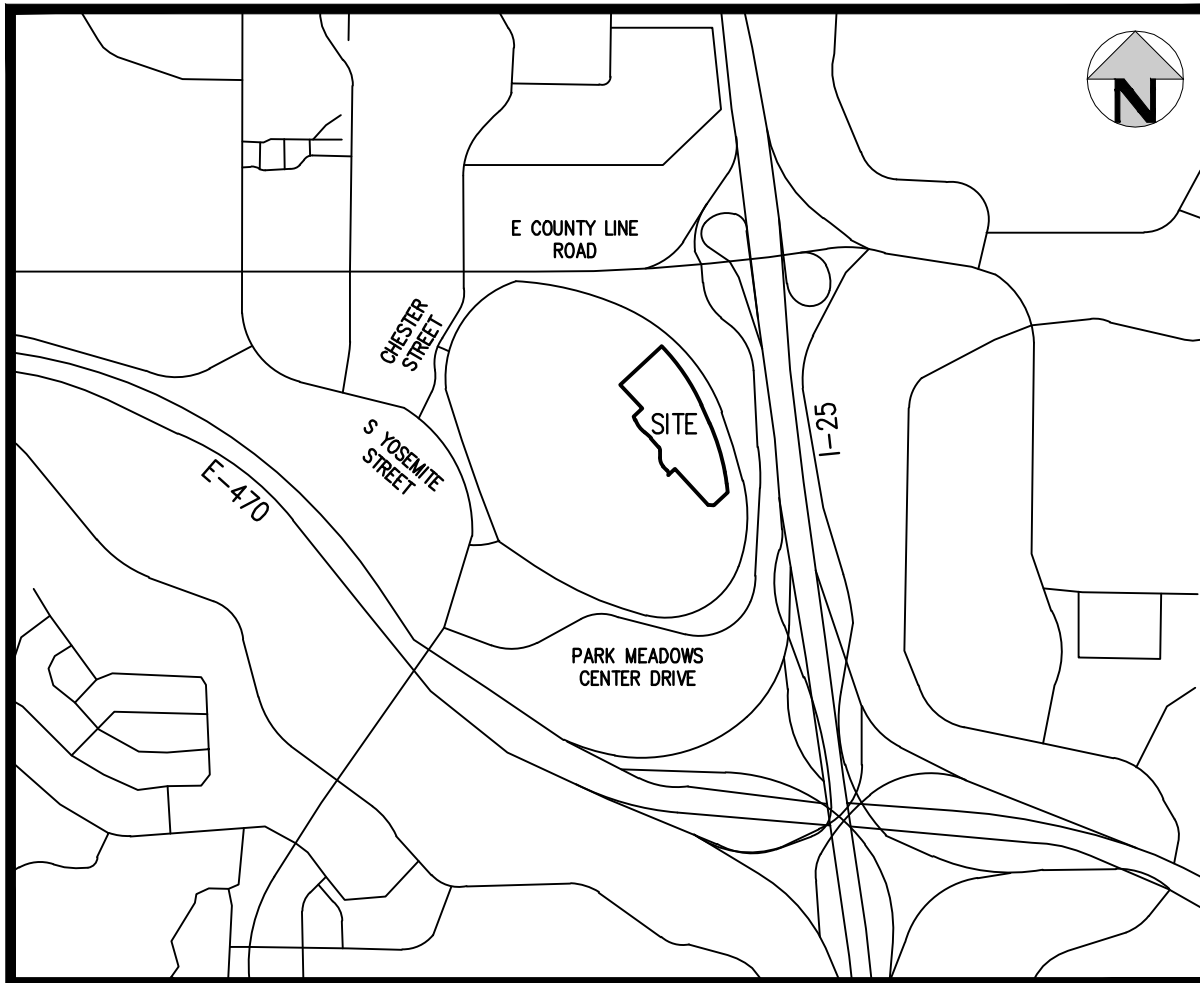 N
E COUNTY LINE
ROAD
CHESTER
STREET
SITE
I-25
S YOSEMITE
STREET
E-470
PARK MEADOWS
CENTER DRIVE